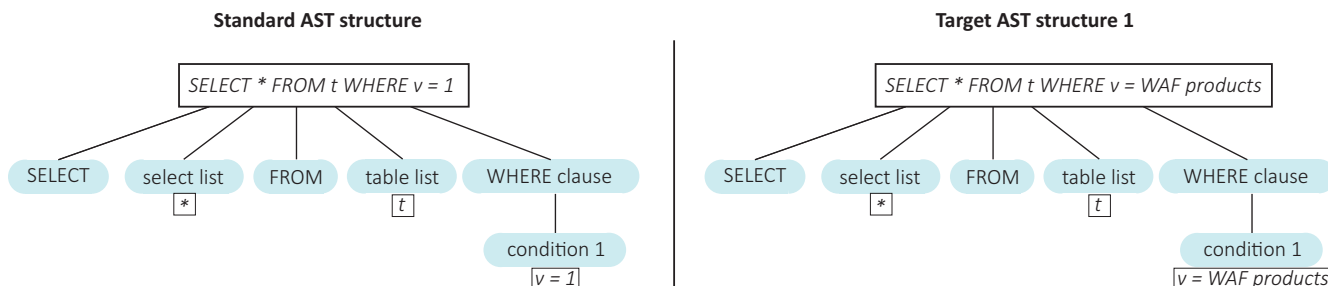 Standard AST structure
SELECT * FROM t WHERE v = 1
SELECT
select list
FROM
table list
WHERE clause
*
t
condition 1
v = 1
Target AST structure 1
SELECT * FROM t WHERE v = WAF products
SELECT
select list
FROM
table list
WHERE clause
*
t
condition 1
v = WAF products